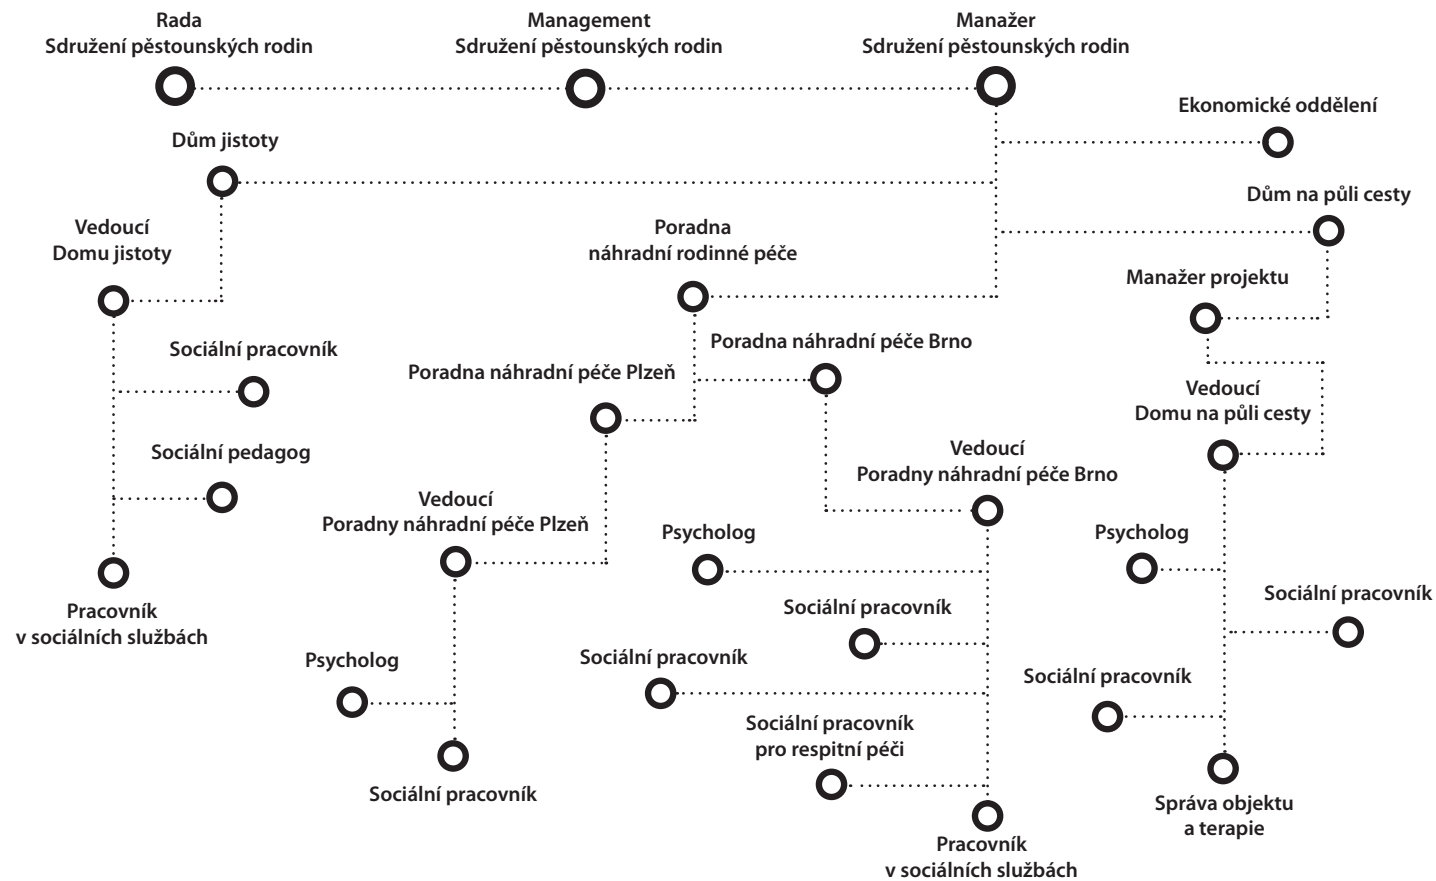 Rada
Sdružení pěstounských rodin
Management
Sdružení pěstounských rodin
Manažer
Sdružení pěstounských rodin
Ekonomické oddělení
Dům jistoty
Dům na půli cesty
Vedoucí
Domu jistoty
Poradna
náhradní rodinné péče
Manažer projektu
Sociální pracovník
Poradna náhradní péče Brno
Poradna náhradní péče Plzeň
Vedoucí
Domu na půli cesty
Sociální pedagog
Vedoucí
Poradny náhradní péče Brno
Vedoucí
Poradny náhradní péče Plzeň
Psycholog
Psycholog
Sociální pracovník
Pracovník
v sociálních službách
Sociální pracovník
Psycholog
Sociální pracovník
Sociální pracovník
Sociální pracovník
pro respitní péči
Sociální pracovník
Správa objektu
a terapie
Pracovník
v sociálních službách